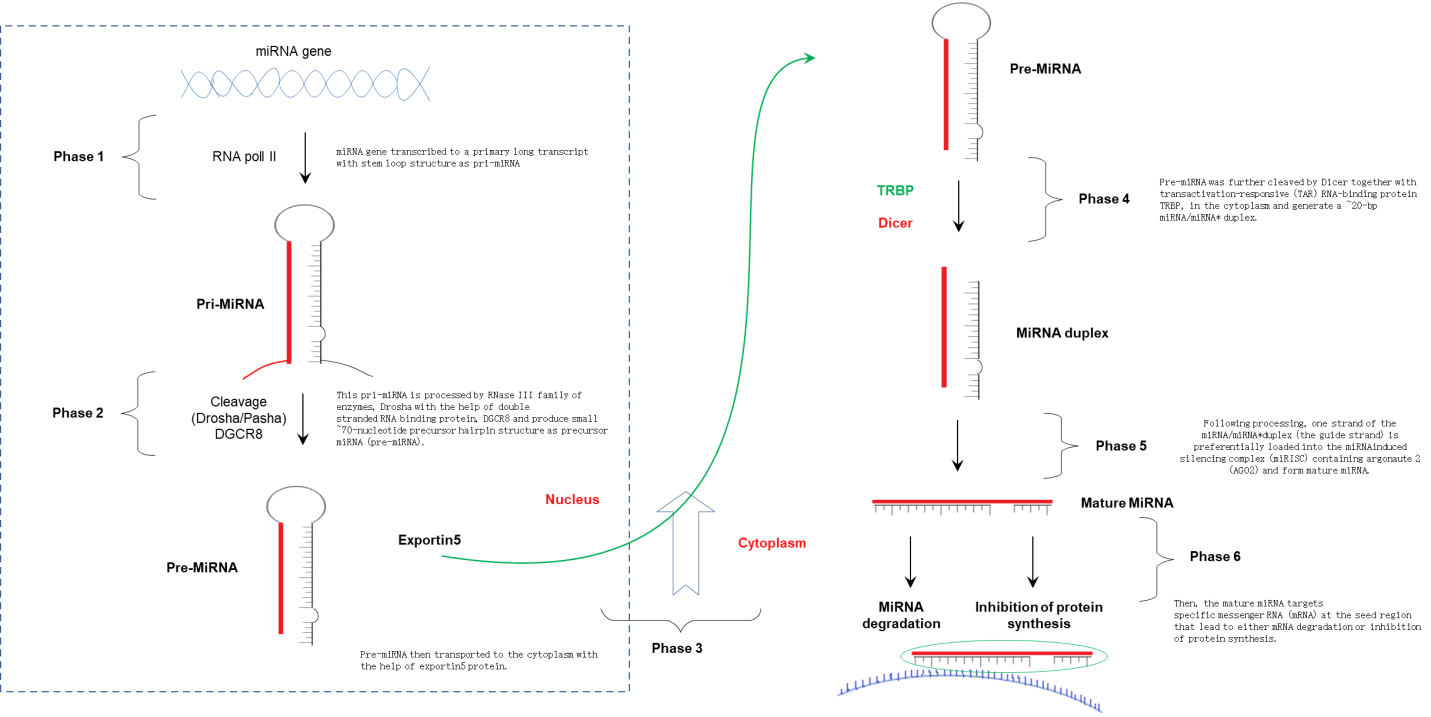 miRNA gene
Phase 1
RNA poll II
miRNA gene transcribed to a primary long transcript
with stem loop structure as pri-miRNA
Pri-MiRNA
Phase 2
Cleavage
(Drosha/Pasha)
DGCR8
This pri-miRNA is processed by RNase III family of
enzymes, Drosha with the help of double
stranded RNA binding protein, DGCR8 and produce small
~70-nucleotide precursor hairpin structure as precursor
miRNA (pre-miRNA).
Pre-MiRNA
Exportin5
Pre-MiRNA then transported to the cytoplasm with
the help of exportin5 protein.
Nucleus
Cytoplasm
Phase 3
Pre-MiRNA
TRBP
Dicer
Phase 4
Pre-miRNA was further cleaved by Dicer together with
transactivation-responsive (TAR) RNA-binding protein
TRBP, in the cytoplasm and generate a ~20-bp
miRNA/miRNA* duplex.
MiRNA duplex
Phase 5
Following processing, one strand of the
miRNA/miRNA*duplex (the guide strand) is
preferentially loaded into the miRNAinduced
silencing complex (miRISC) containing argonaute 2
(AGO2) and form mature miRNA.
Mature MiRNA
Phase 6
MiRNA
degradation
Inhibition of protein
synthesis
Then, the mature miRNA targets
specific messenger RNA (mRNA) at the seed region
that lead to either mRNA degradation or inhibition
of protein synthesis.